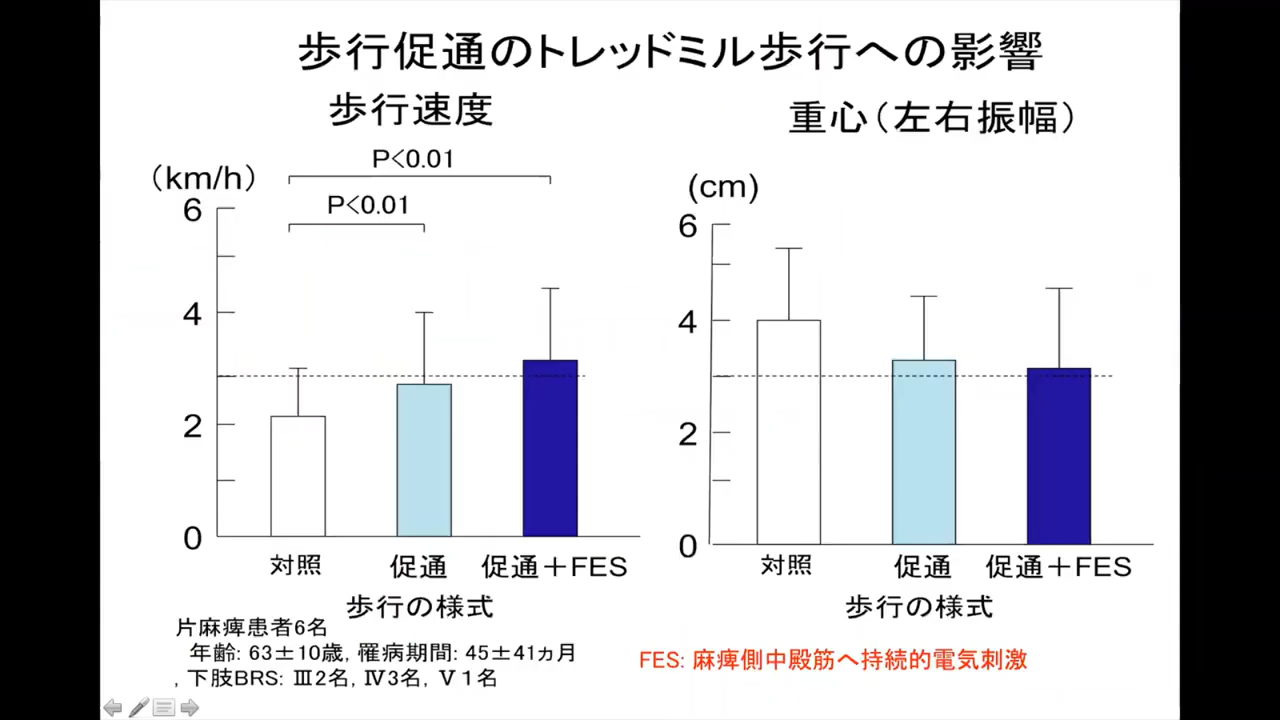 歩行促通のトレッドミル歩行への影響
歩行速度
(km/h)
P<0.01
P<0.01
6
4
2
0
対照
促通
促通+FES
歩行の様式
重心(左右振幅)
(cm)
6
4
2
0
対照
促通
促通+FES
歩行の様式
片麻痺患者6名
年齢: 63±10歳, 罹病期間: 45±41ヵ月
, 下肢BRS: Ⅲ2名, Ⅳ3名, Ⅴ1名
FES: 麻痺側中殿筋へ持続的電気刺激